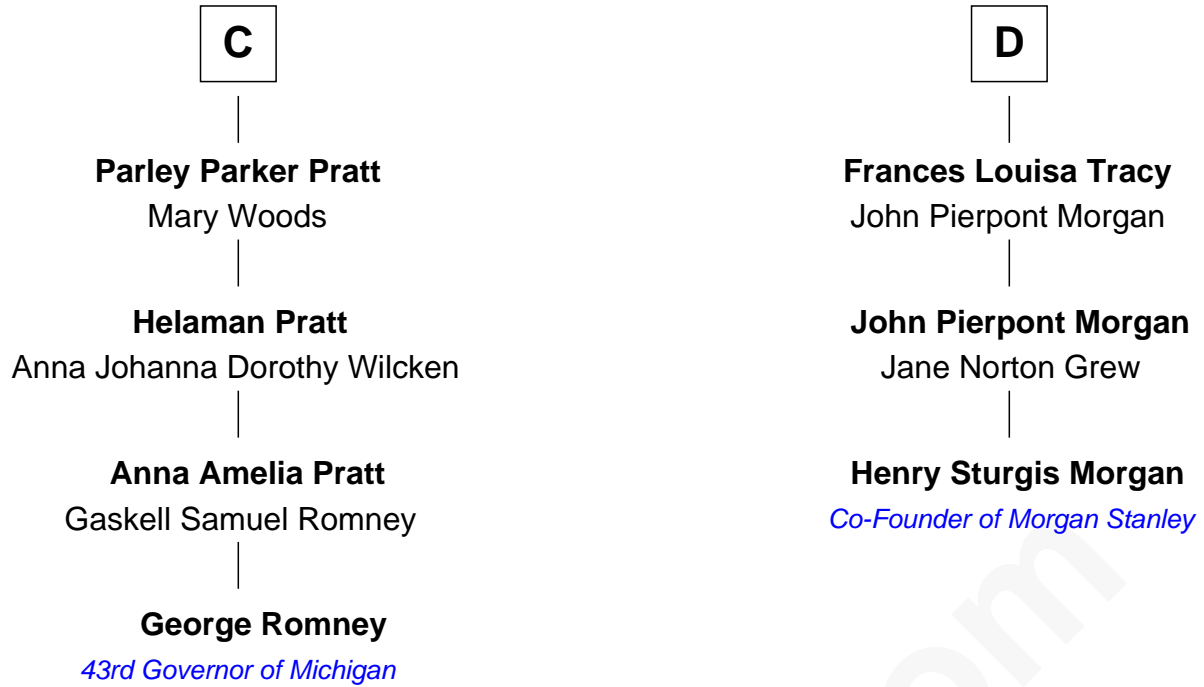 C
Parley Parker Pratt
Mary Woods
Helaman Pratt
Anna Johanna Dorothy Wilcken
Anna Amelia Pratt
Gaskell Samuel Romney
George Romney
43rd Governor of Michigan
D
Frances Louisa Tracy
John Pierpont Morgan
John Pierpont Morgan
Jane Norton Grew
Henry Sturgis Morgan
Co-Founder of Morgan Stanley
om